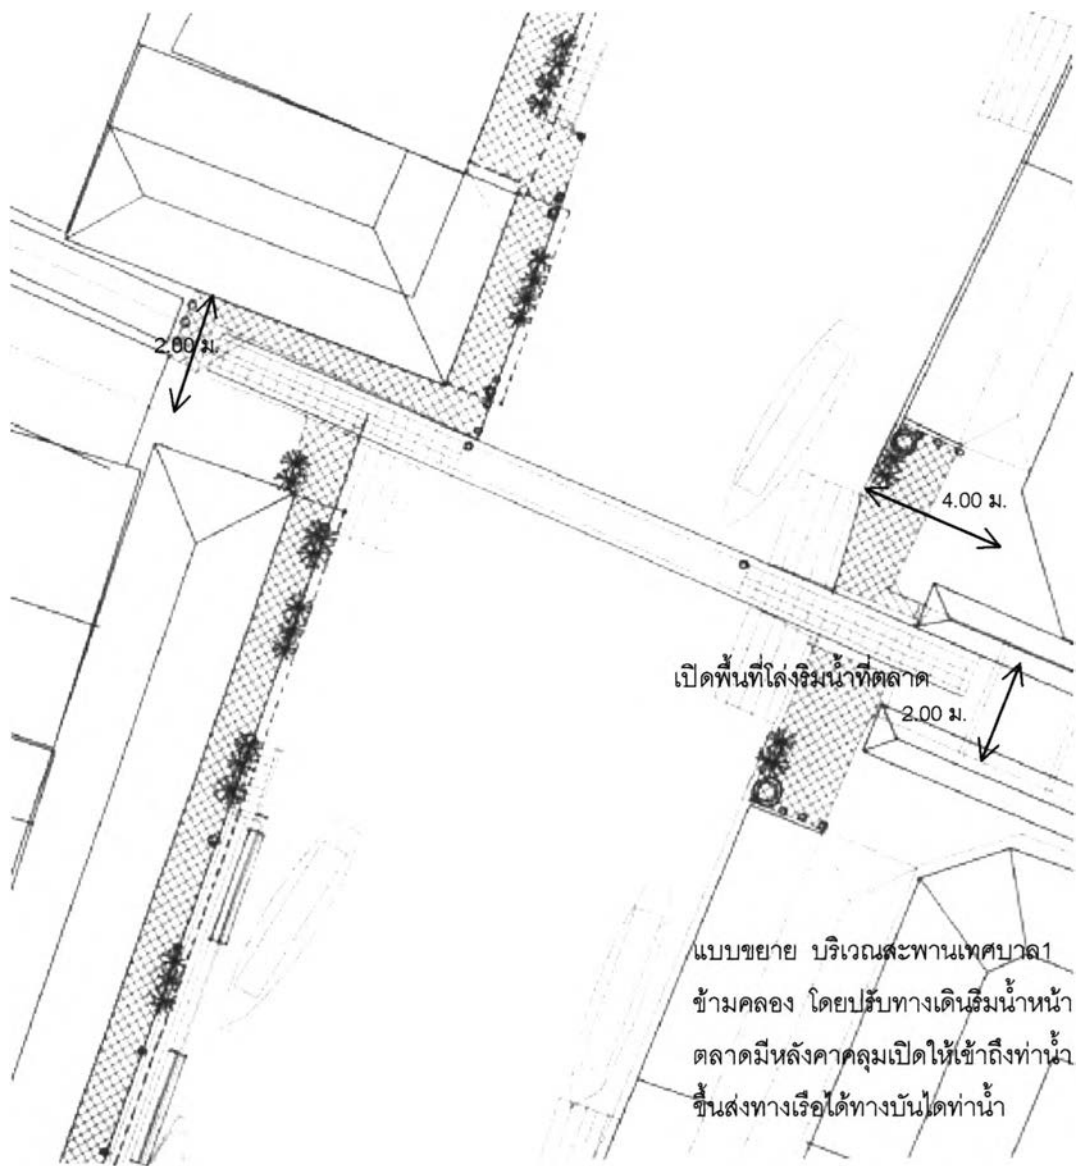 2.00 ม.
4.00 ม.
เปิดพื้นที่โล่งริมน้ำที่ตลาด
2.00 ม.
แบบขยาย บริเวณสะพานเทศบาล1
ข้ามคลอง โดยปรับทางเดินริมน้ำหน้า
ตลาดมีหลังคาคลุมเปิดให้เข้าถึงท่าน้ำ
ขึ้นส่งทางเรือได้ทางบันไดท่าน้ำ